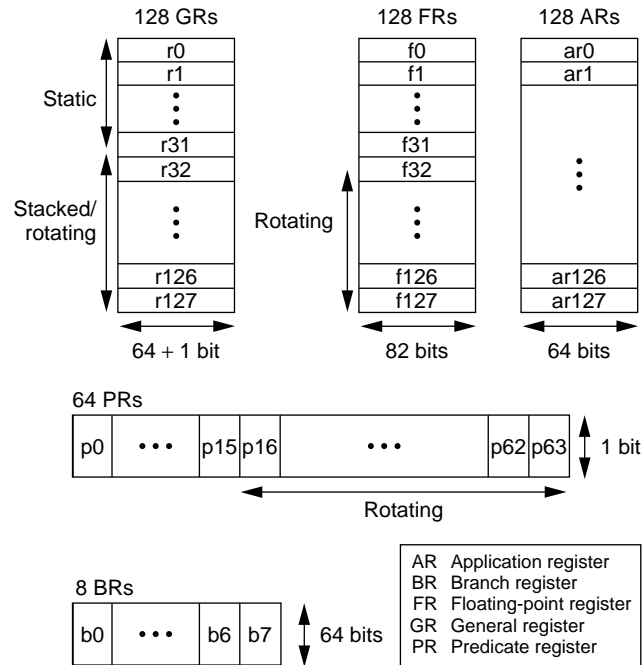 128 GRs
r0
r1
•••
r31
r32
•••
r126
r127
Static
Stacked/
rotating
64 + 1 bit
128 FRs
f0
f1
•••
f31
f32
•••
f126
f127
Rotating
82 bits
128 ARs
ar0
ar1
•••
ar126
ar127
64 bits
64 PRs
p0 ••• p15 p16 ••• p62 p63
1 bit
Rotating
8 BRs
b0 ••• b6 b7
64 bits
AR Application register
BR Branch register
FR Floating-point register
GR General register
PR Predicate register